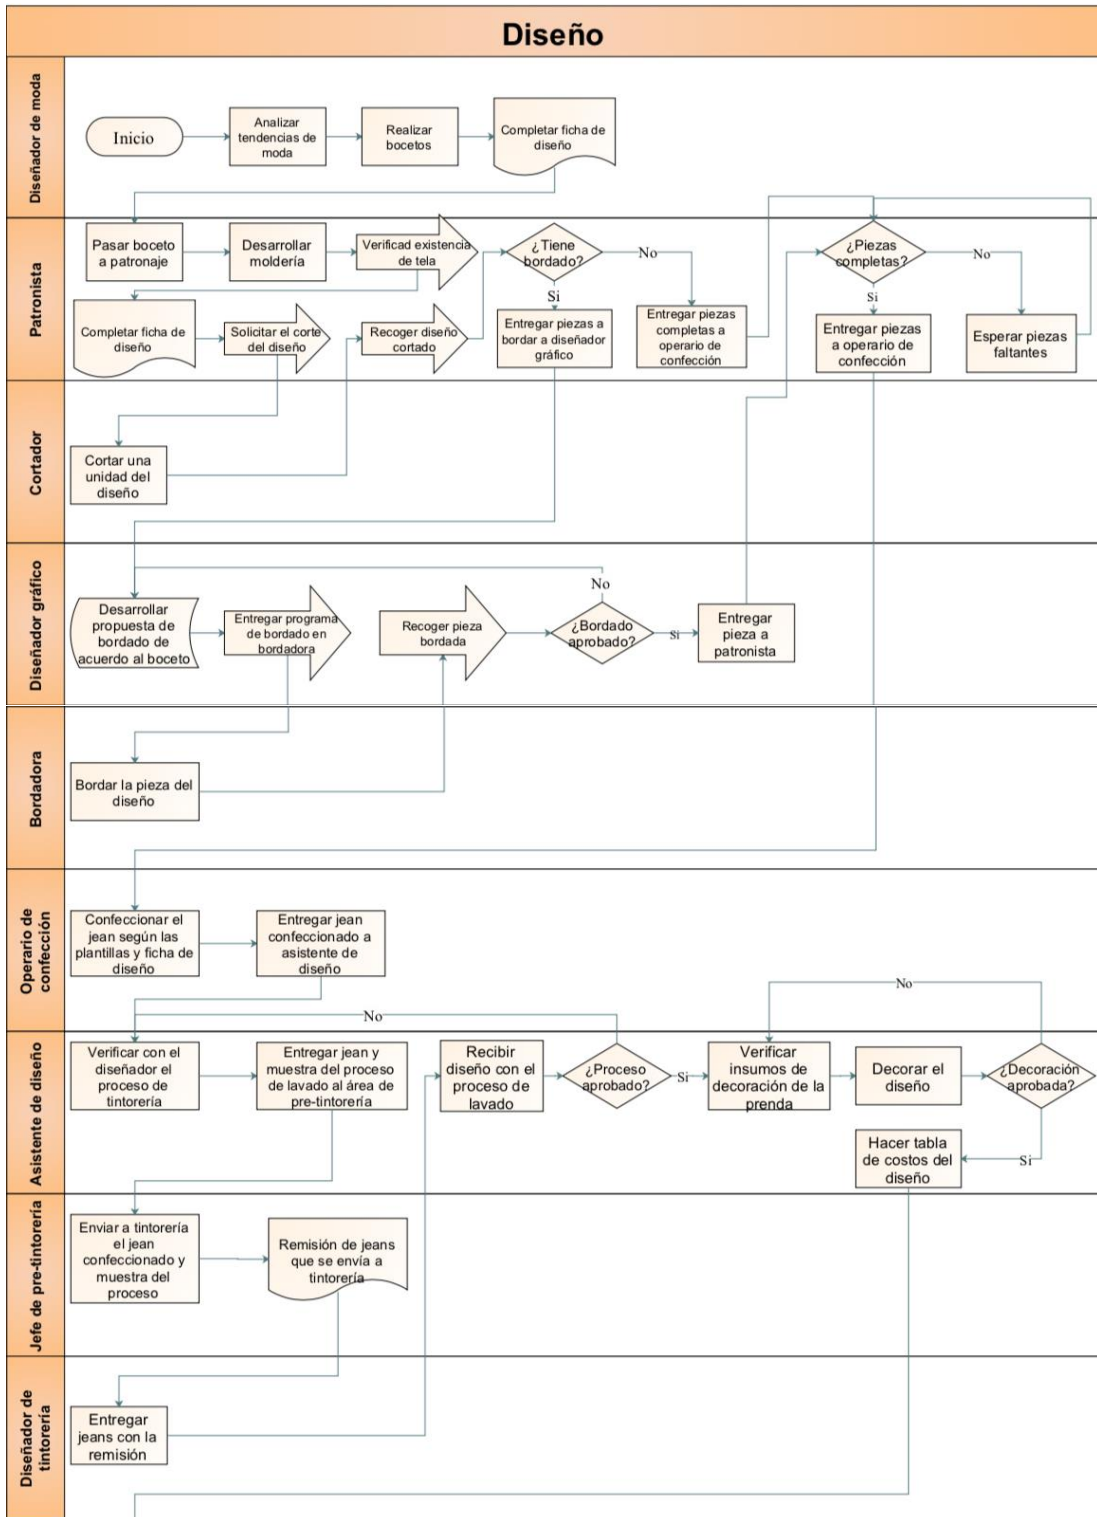 Diseño
Diseñador de moda
Inicio
Analizar
tendencias de
moda
Realizar
bocetos
Completar ficha de
diseño
Patronista
Pasar boceto
a patronaje
Desarrollar
moldería
Verificad existencia
de tela
¿Tiene
bordado?
No
Si
¿Piezas
completas?
No
Si
Completar ficha de
diseño
Solicitar el corte
del diseño
Recoger diseño
cortado
Entregar piezas a
bordar a diseñador
gráfico
Entregar piezas
completas a
operario de
confección
Entregar piezas
a operario de
confección
Esperar piezas
faltantes
Cortador
Cortar una
unidad del
diseño
Diseñador gráfico
Desarrollar
propuesta de
bordado de
acuerdo al boceto
Entregar programa
de bordado en
bordadora
Recoger pieza
bordada
No
¿Bordado
aprobado?
Si
Entregar
pieza a
patronista
Bordadora
Bordar la pieza del
diseño
Operario de
confección
Confeccionar el
jean según las
plantillas y ficha de
diseño
Entregar jean
confeccionado a
asistente de
diseño
No
No
Asistente de diseño
Verificar con el
diseñador el
proceso de
tintorería
Entregar jean y
muestra del proceso
de lavado al área de
pre-tintorería
Recibir
diseño con el
proceso de
lavado
¿Proceso
aprobado?
Si
Verificar
insumos de
decoración de la
prenda
Decorar el
diseño
¿Decoración
aprobada?
Si
Hacer tabla
de costos del
diseño
Jefe de pre-tintorería
Enviar a tintorería
el jean
confeccionado y
muestra del
proceso
Remisión de jeans
que se envía a
tintorería
Diseñador de
tintorería
Entregar
jeans con la
remisión